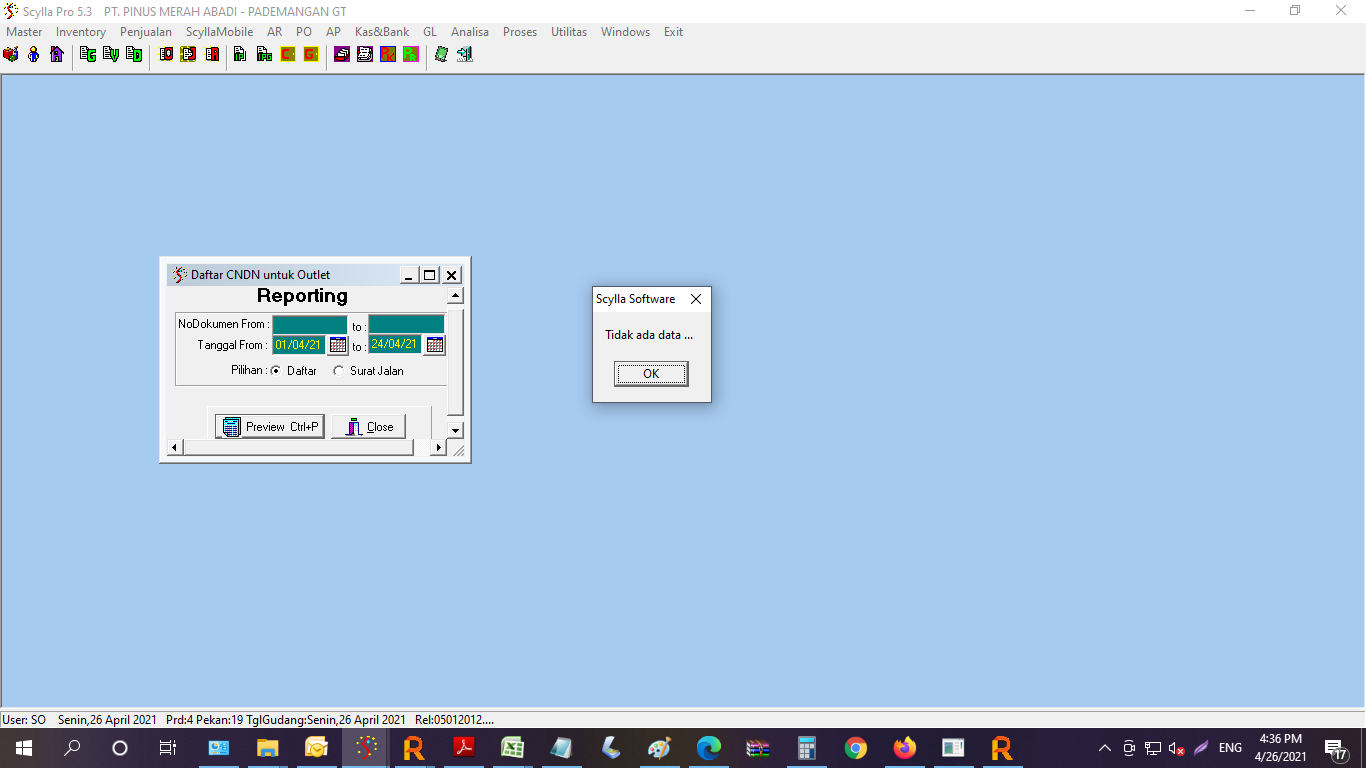 Scylla Pro 5.3 PT. PINUS MERAH ABADI - PADEMANGAN GT
Master Inventory Penjualan ScyllaMobile AR PO AP Kas&Bank GL Analisa Proses Utilitas Windows Exit
Daftar CNDN untuk Outlet
Reporting
NoDokumen From : to :
Tanggal From : 01/04/21 to : 24/04/21
Pilihan : Daftar Surat Jalan
Preview Ctrl+P Close
Scylla Software
Tidak ada data ...
OK
User: SO Senin,26 April 2021 Prd:4 Pekan:19 TglGudang:Senin,26 April 2021 Rel:05012012....
ENG
4:36 PM
4/26/2021
17